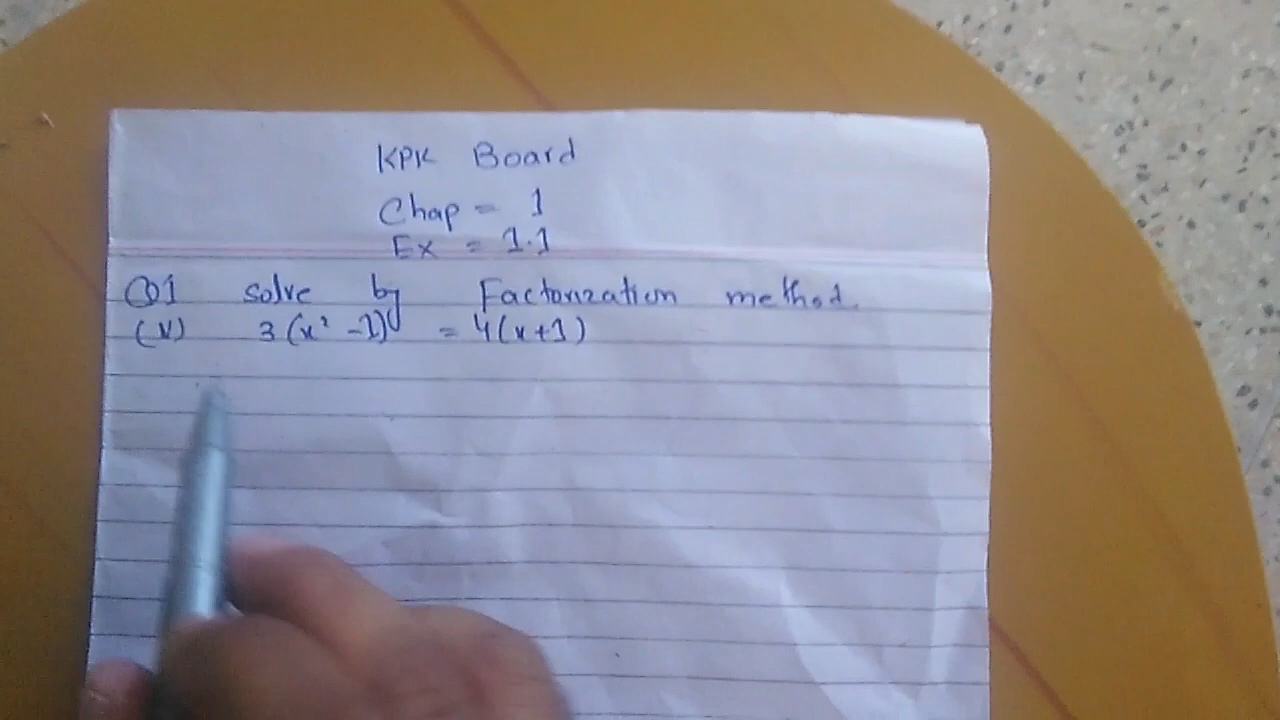 KPK Board
Chap = 1
Ex = 1.1
Q1 solve by Factorization method.
(v) 3(x² -1) = 4(x+1)